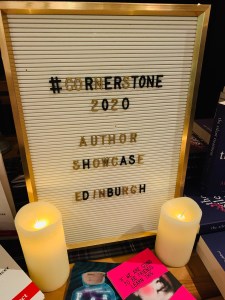 #CORNERSTONE
2020
AUTHOR
SHOWCASE
EDINBURGH